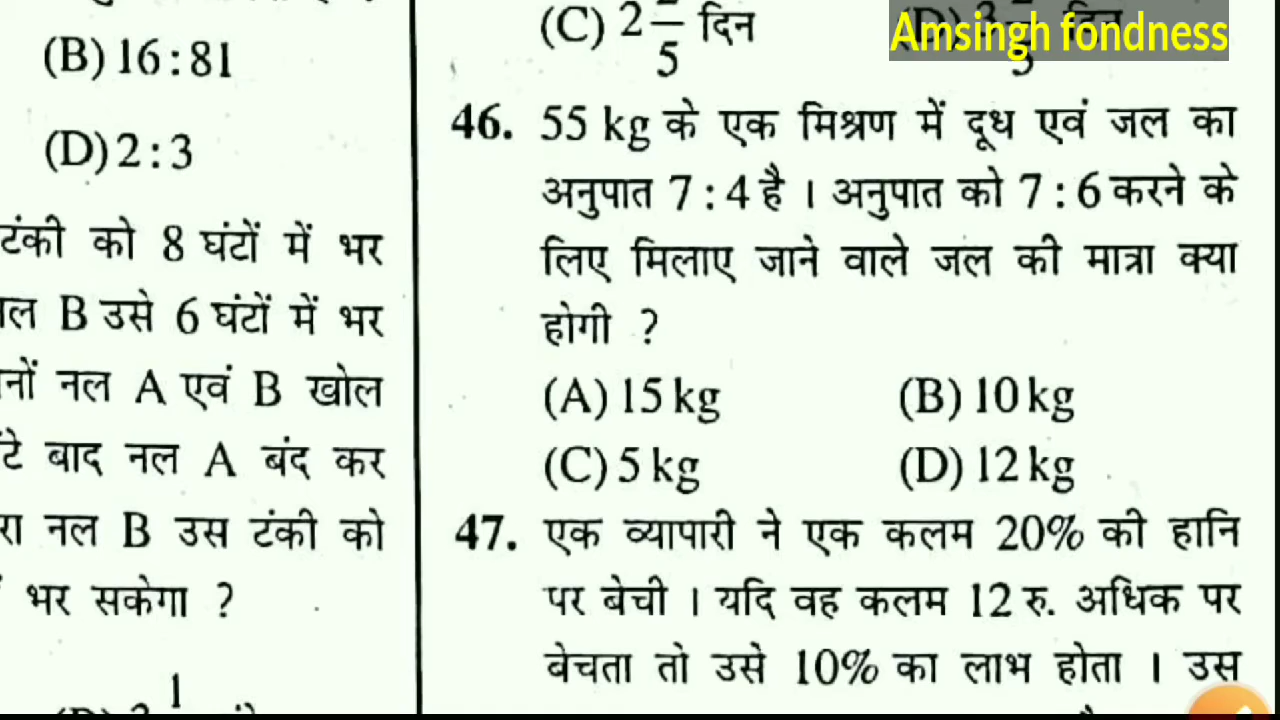 (B) 16 : 81
(D) 2 : 3
टंकी को 8 घंटों में भर
B उसे 6 घंटों में भर
नल A एवं B खोल
बाद नल A बंद कर
नल B उस टंकी को
भर सकेगा ?
1
(C) 2 – दिन
5
Amsingh fondness
46. 55 kg के एक मिश्रण में दूध एवं जल का
अनुपात 7 : 4 है । अनुपात को 7 : 6 करने के
लिए मिलाए जाने वाले जल की मात्रा क्या
होगी ?
(A) 15 kg (B) 10 kg
(C) 5 kg (D) 12 kg
47. एक व्यापारी ने एक कलम 20% की हानि
पर बेची । यदि वह कलम 12 रु. अधिक पर
बेचता तो उसे 10% का लाभ होता । उस